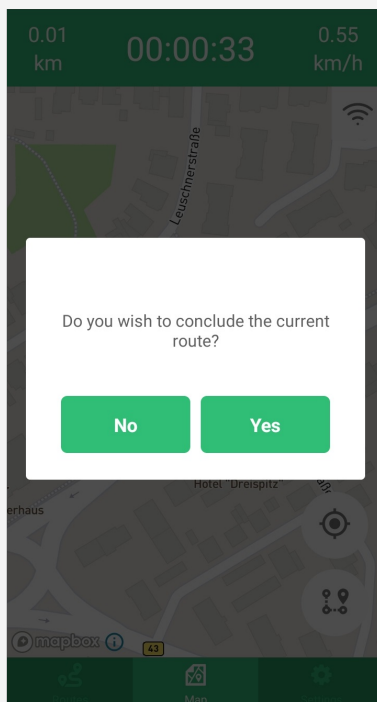 0.01
km
00:00:33
0.55
km/h
Leuschnerstraße
Do you wish to conclude the current
route?
No
Yes
Hotel "Dreispitz"
erhaus
mapbox
43
Map